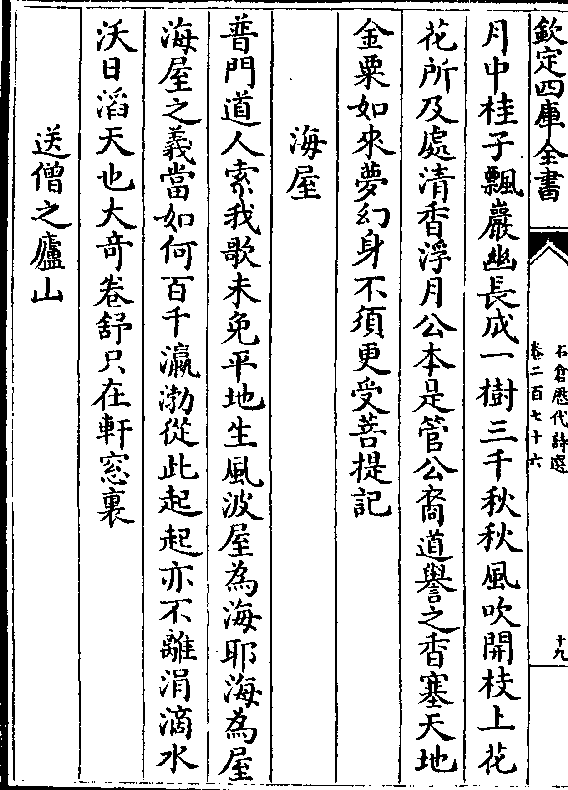 欽定四庫全書
石倉歷代詩選
卷二百七十六
十九
月中桂子飄巖幽長成一樹三千秋秋風吹開枝上花
花所及處清香浮月公本是管公裔道譽之香塞天地
金粟如來夢幻身不須更受菩提記
海屋
普門道人索我歌未免平地生風波屋為海耶海為屋
海屋之義當如何百千瀛渤從此起起亦不離涓滴水
沃日滔天也大奇卷舒只在軒窓裏
送僧之廬山